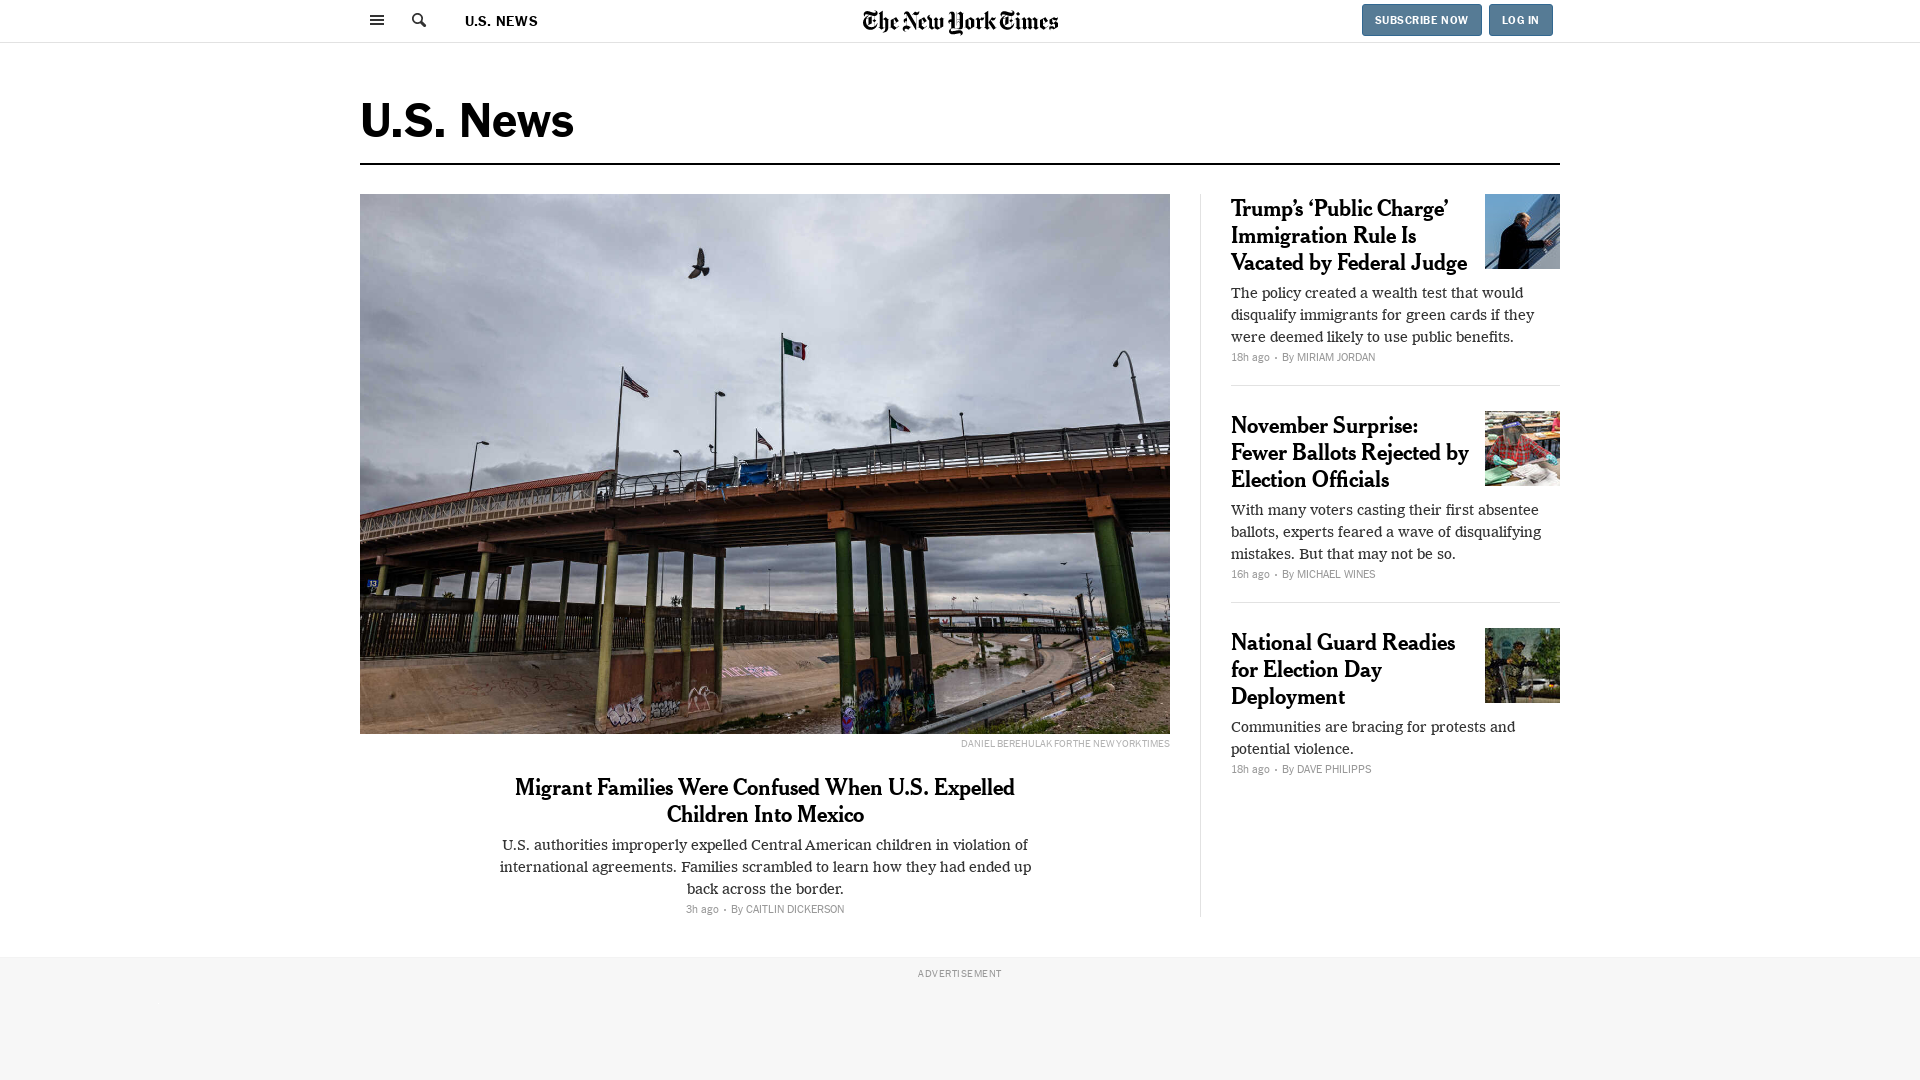 U.S. NEWS
The New York Times
SUBSCRIBE NOW
LOG IN
U.S. News
DANIEL BEREHULAK FOR THE NEW YORK TIMES
Migrant Families Were Confused When U.S. Expelled
Children Into Mexico
U.S. authorities improperly expelled Central American children in violation of
international agreements. Families scrambled to learn how they had ended up
back across the border.
3h ago • By CAITLIN DICKERSON
Trump’s ‘Public Charge’
Immigration Rule Is
Vacated by Federal Judge
The policy created a wealth test that would
disqualify immigrants for green cards if they
were deemed likely to use public benefits.
18h ago • By MIRIAM JORDAN
November Surprise:
Fewer Ballots Rejected by
Election Officials
With many voters casting their first absentee
ballots, experts feared a wave of disqualifying
mistakes. But that may not be so.
16h ago • By MICHAEL WINES
National Guard Readies
for Election Day
Deployment
Communities are bracing for protests and
potential violence.
18h ago • By DAVE PHILIPPS
ADVERTISEMENT